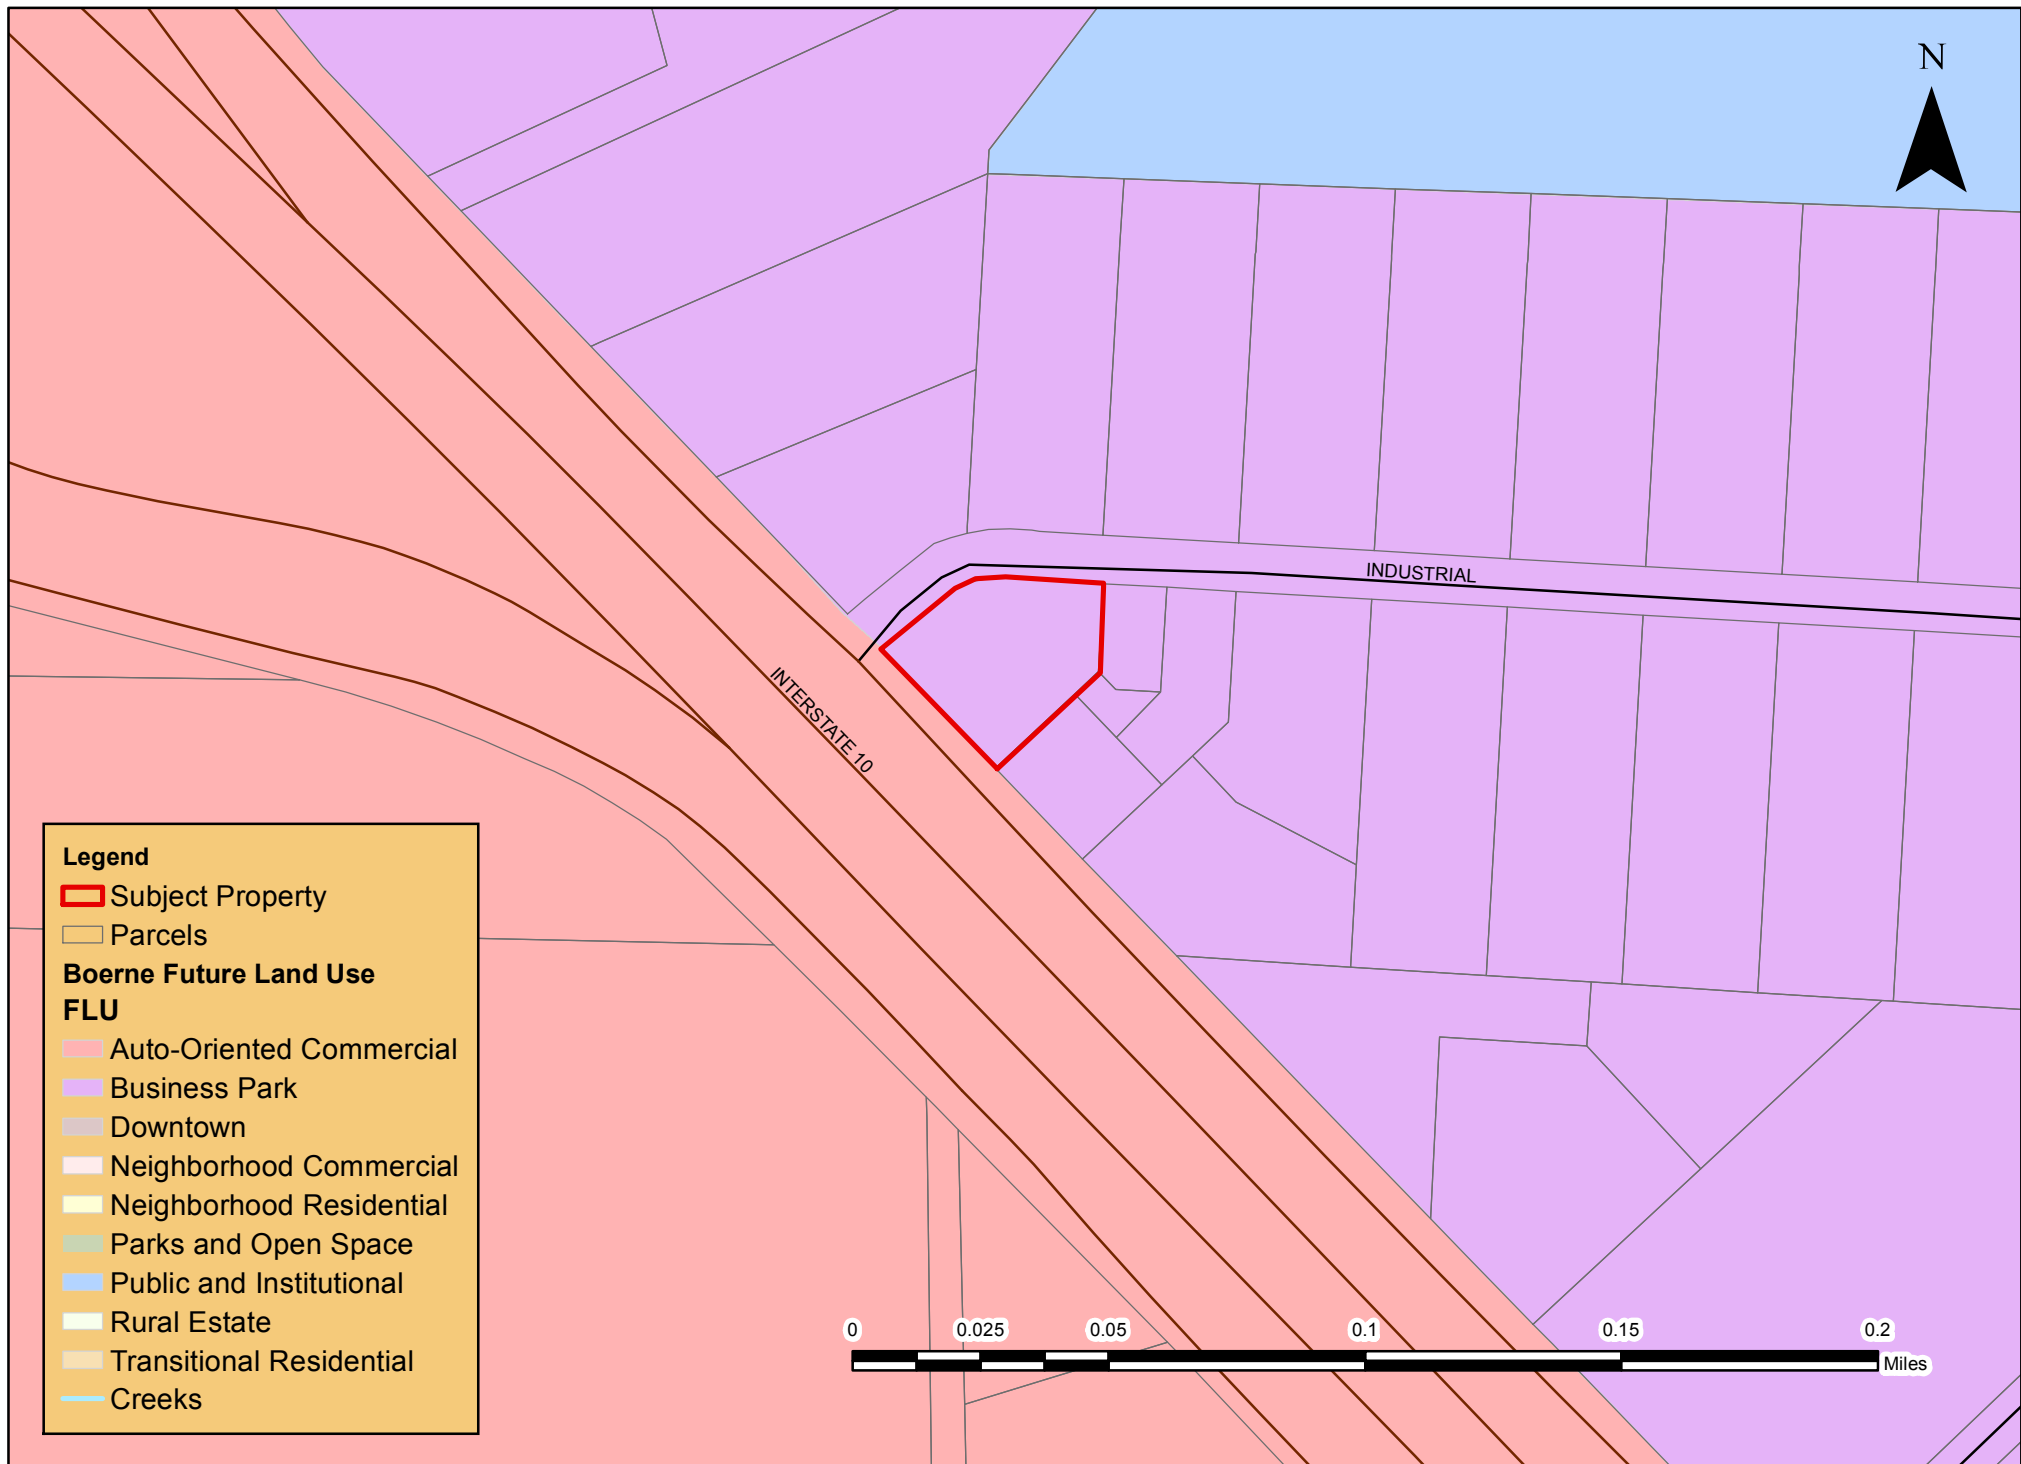 N
INDUSTRIAL
INTERSTATE 10
Legend
Subject Property
Parcels
Boerne Future Land Use
FLU
Auto-Oriented Commercial
Business Park
Downtown
Neighborhood Commercial
Neighborhood Residential
Parks and Open Space
Public and Institutional
Rural Estate
Transitional Residential
Creeks
0 0.025 0.05 0.1 0.15 0.2
Miles